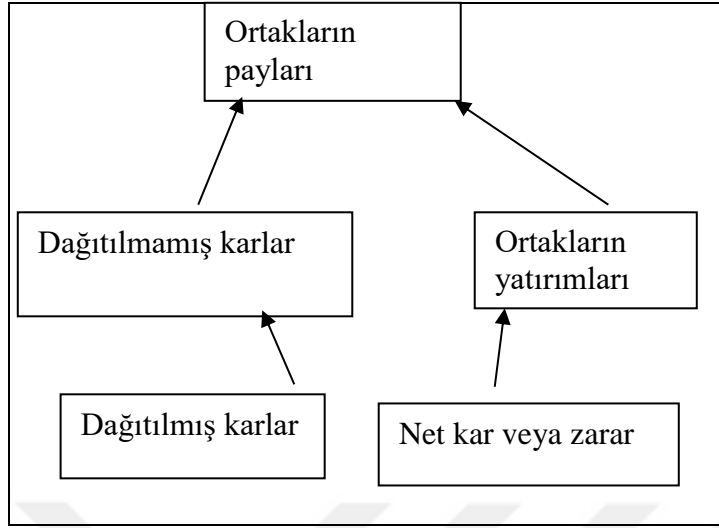 Ortakların
payları
Dağıtılmamış karlar
Ortakların
yatırımları
Dağıtılmış karlar
Net kar veya zarar